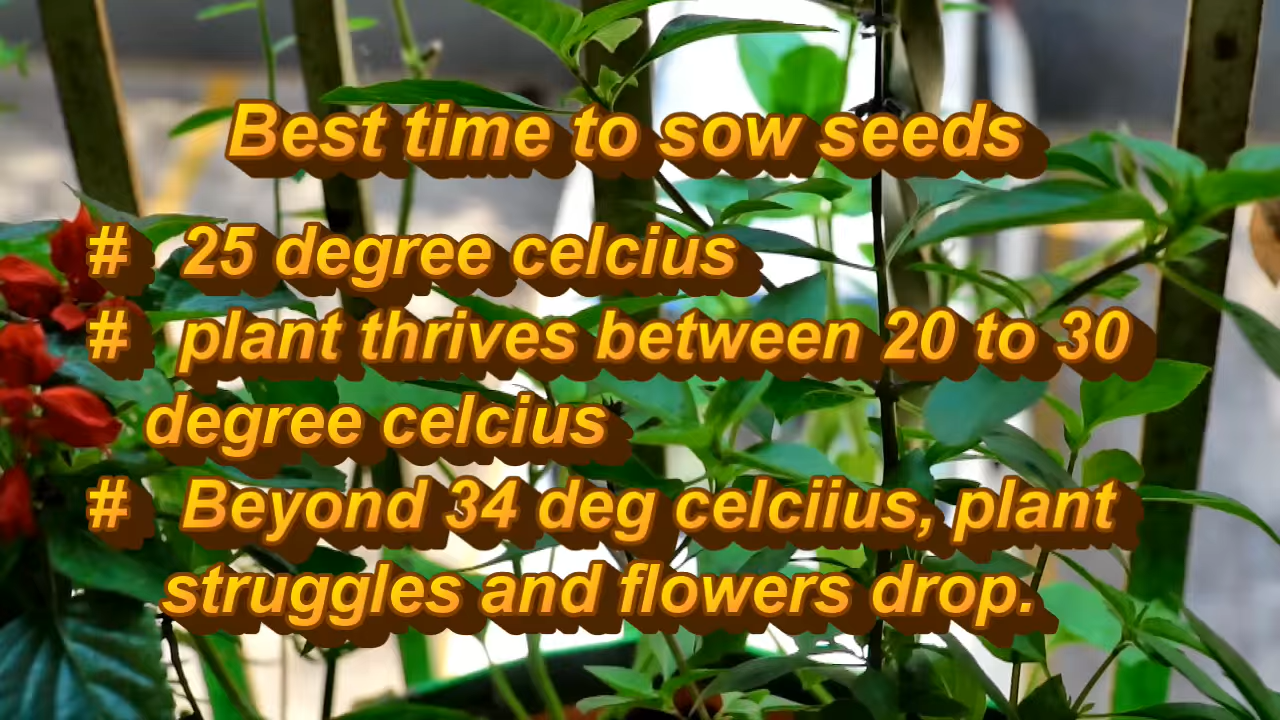 Best time to sow seeds
# 25 degree celcius
# plant thrives between 20 to 30
degree celcius
# Beyond 34 deg celciius, plant
struggles and flowers drop.